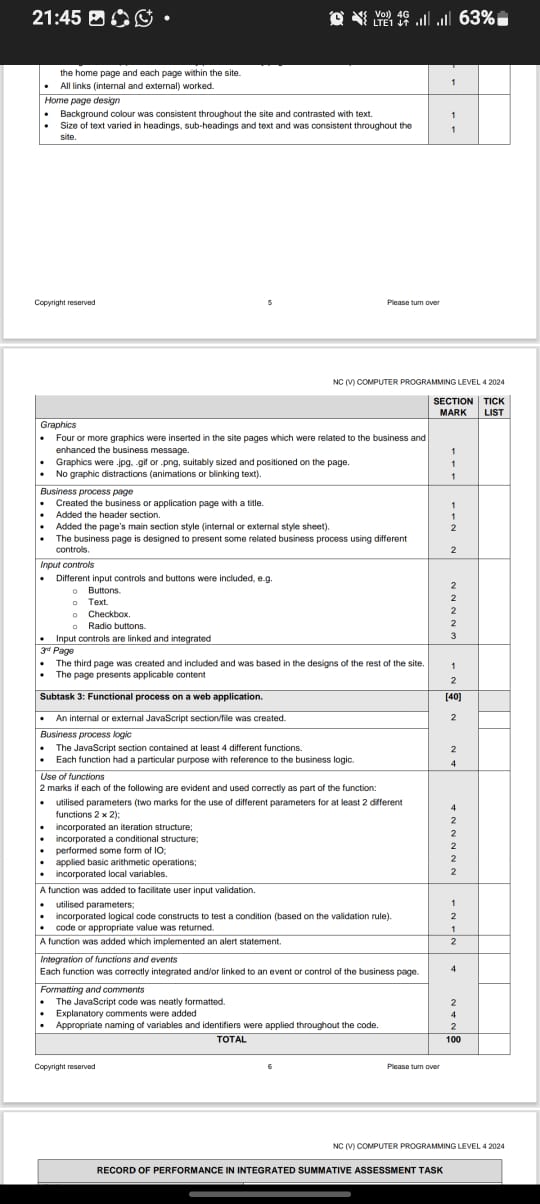 21:45
Vo)) 4G
LTE1
63%
the home page and each page within the site.
• All links (internal and external) worked. 1
Home page design
• Background colour was consistent throughout the site and contrasted with text. 1
• Size of text varied in headings, sub-headings and text and was consistent throughout the 1
site.
Copyright reserved 5 Please turn over
NC (V) COMPUTER PROGRAMMING LEVEL 4 2024
SECTION TICK
MARK LIST
Graphics
• Four or more graphics were inserted in the site pages which were related to the business and
enhanced the business message. 1
• Graphics were .jpg, .gif or .png, suitably sized and positioned on the page. 1
• No graphic distractions (animations or blinking text). 1
Business process page
• Created the business or application page with a title. 1
• Added the header section. 1
• Added the page's main section style (internal or external style sheet). 2
• The business page is designed to present some related business process using different
controls. 2
Input controls
• Different input controls and buttons were included, e.g.
o Buttons. 2
o Text. 2
o Checkbox. 2
o Radio buttons. 2
• Input controls are linked and integrated 3
3rd Page
• The third page was created and included and was based in the designs of the rest of the site. 1
• The page presents applicable content 2
Subtask 3: Functional process on a web application. [40]
• An internal or external JavaScript section/file was created. 2
Business process logic
• The JavaScript section contained at least 4 different functions. 2
• Each function had a particular purpose with reference to the business logic. 4
Use of functions
2 marks if each of the following are evident and used correctly as part of the function:
• utilised parameters (two marks for the use of different parameters for at least 2 different 4
functions 2 x 2); 2
• incorporated an iteration structure; 2
• incorporated a conditional structure; 2
• performed some form of IO; 2
• applied basic arithmetic operations; 2
• incorporated local variables.
A function was added to facilitate user input validation.
• utilised parameters; 1
• incorporated logical code constructs to test a condition (based on the validation rule). 2
• code or appropriate value was returned. 1
A function was added which implemented an alert statement. 2
Integration of functions and events
Each function was correctly integrated and/or linked to an event or control of the business page. 4
Formatting and comments
• The JavaScript code was neatly formatted. 2
• Explanatory comments were added 4
• Appropriate naming of variables and identifiers were applied throughout the code. 2
TOTAL 100
Copyright reserved 6 Please turn over
NC (V) COMPUTER PROGRAMMING LEVEL 4 2024
RECORD OF PERFORMANCE IN INTEGRATED SUMMATIVE ASSESSMENT TASK